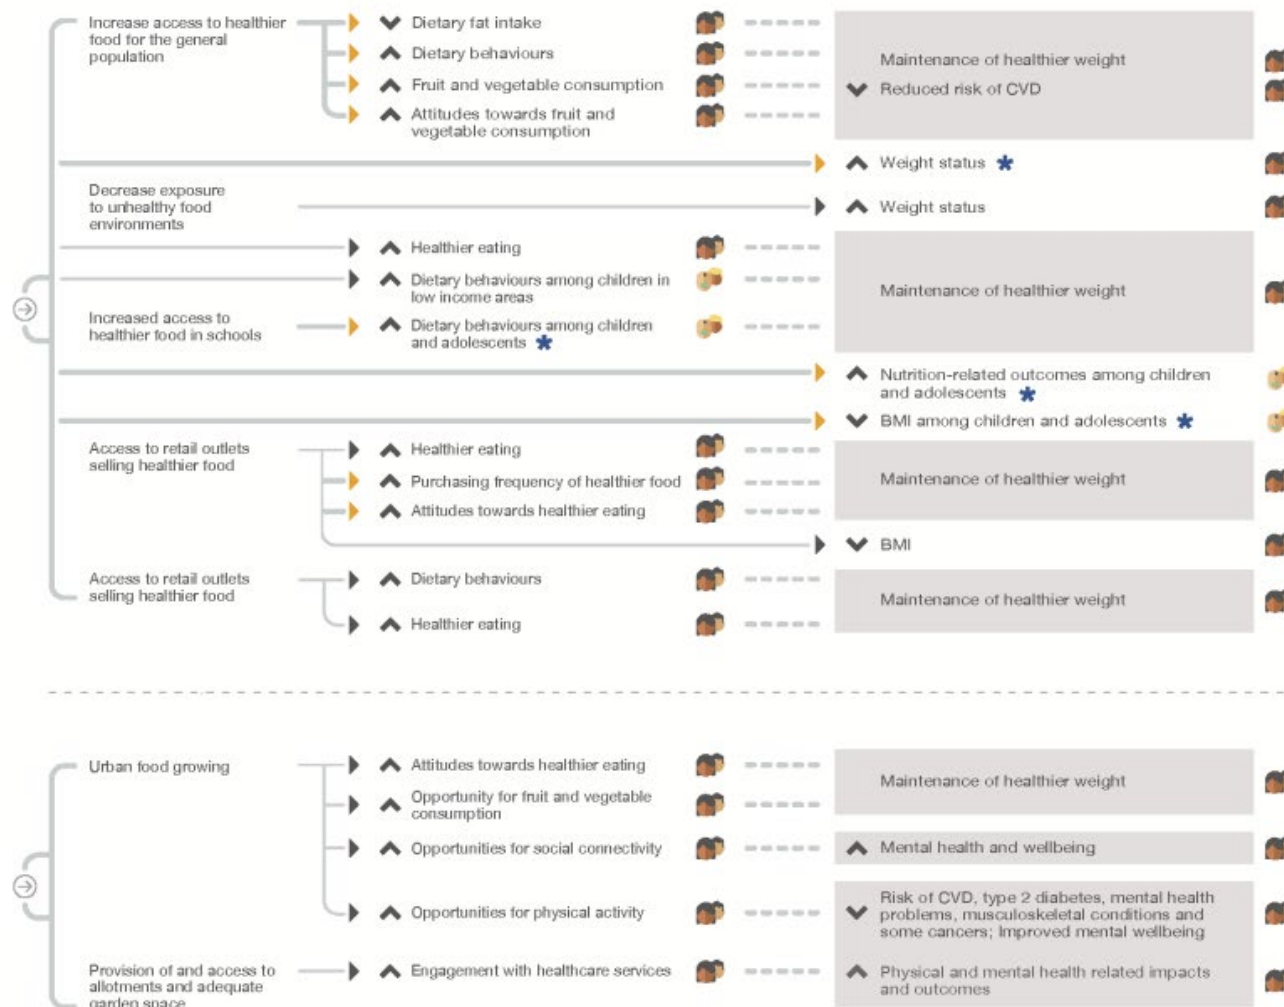 Increase access to healthier
food for the general
population
Dietary fat intake
Dietary behaviours
Fruit and vegetable consumption
Attitudes towards fruit and
vegetable consumption
Maintenance of healthier weight
Reduced risk of CVD
Weight status *
Decrease exposure
to unhealthy food
environments
Weight status
Healthier eating
Dietary behaviours among children in
low income areas
Maintenance of healthier weight
Increased access to
healthier food in schools
Dietary behaviours among children
and adolescents *
Nutrition-related outcomes among children
and adolescents *
BMI among children and adolescents *
Access to retail outlets
selling healthier food
Healthier eating
Purchasing frequency of healthier food
Attitudes towards healthier eating
Maintenance of healthier weight
BMI
Access to retail outlets
selling healthier food
Dietary behaviours
Healthier eating
Maintenance of healthier weight
Urban food growing
Attitudes towards healthier eating
Opportunity for fruit and vegetable
consumption
Maintenance of healthier weight
Opportunities for social connectivity
Mental health and wellbeing
Opportunities for physical activity
Risk of CVD, type 2 diabetes, mental health
problems, musculoskeletal conditions and
some cancers; Improved mental wellbeing
Provision of and access to
allotments and adequate
garden space
Engagement with healthcare services
Physical and mental health related impacts
and outcomes